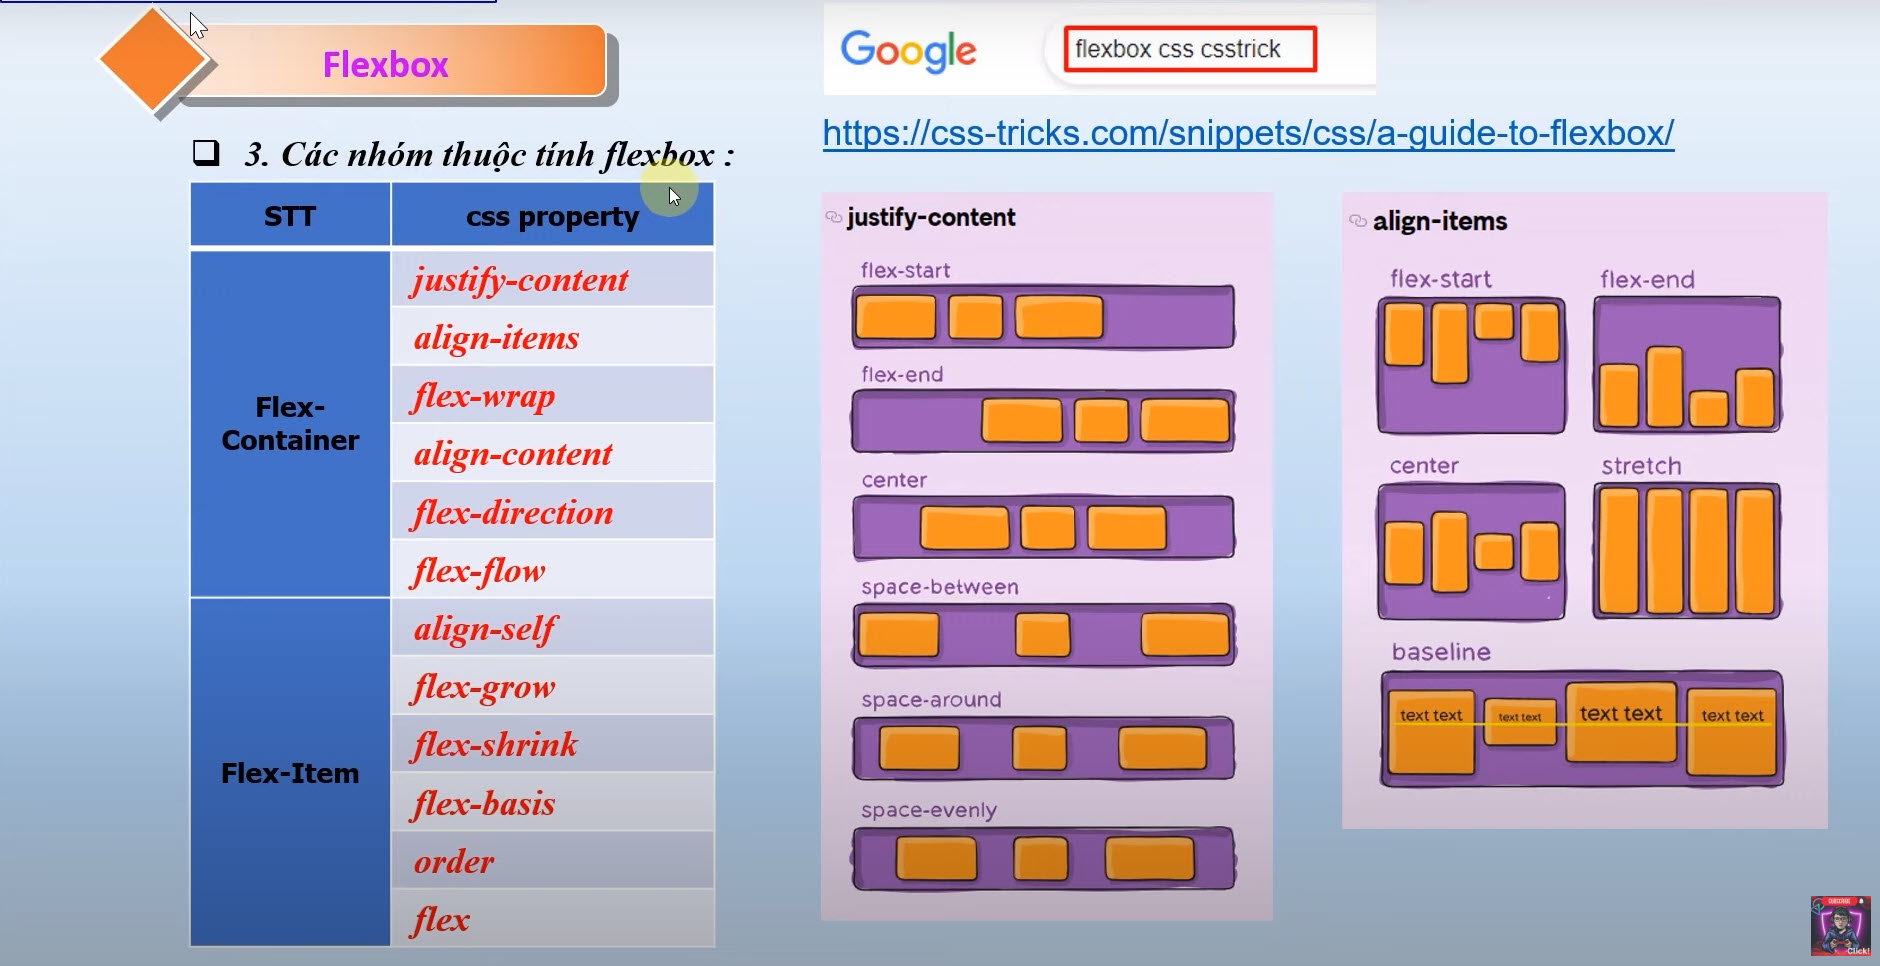 Flexbox
Google
flexbox css csstrick
https://css-tricks.com/snippets/css/a-guide-to-flexbox/
3. Các nhóm thuộc tính flexbox :
STT
css property
Flex-
Container
justify-content
align-items
flex-wrap
align-content
flex-direction
flex-flow
Flex-Item
align-self
flex-grow
flex-shrink
flex-basis
order
flex
justify-content
flex-start
flex-end
center
space-between
space-around
space-evenly
align-items
flex-start
flex-end
center
stretch
baseline
text text
text text
text text
text text
SUBSCRIBE
Click!